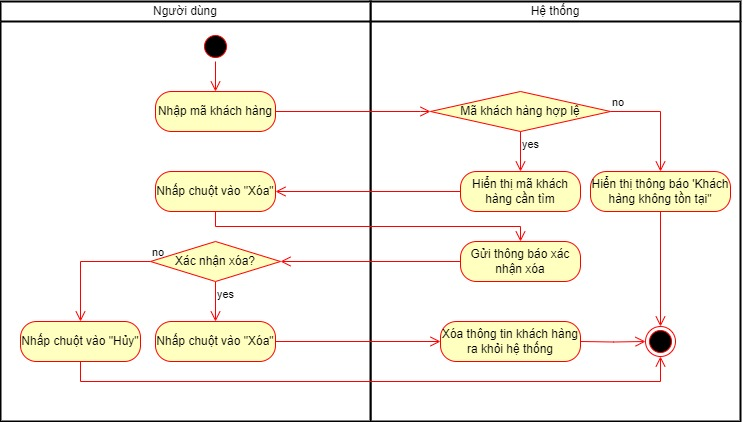 Người dùng
Hệ thống
Nhập mã khách hàng
Mã khách hàng hợp lệ
no
yes
Nhấp chuột vào "Xóa"
Hiển thị mã khách
hàng cần tìm
Hiển thị thông báo 'Khách
hàng không tồn tại"
Xác nhận xóa?
Gửi thông báo xác
nhận xóa
no
yes
Nhấp chuột vào "Hủy"
Nhấp chuột vào "Xóa"
Xóa thông tin khách hàng
ra khỏi hệ thống